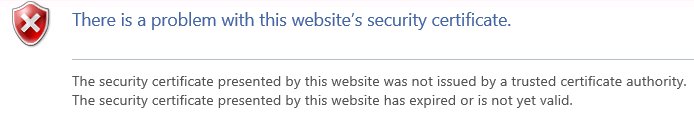 There is a problem with this website’s security certificate.
The security certificate presented by this website was not issued by a trusted certificate authority.
The security certificate presented by this website has expired or is not yet valid.